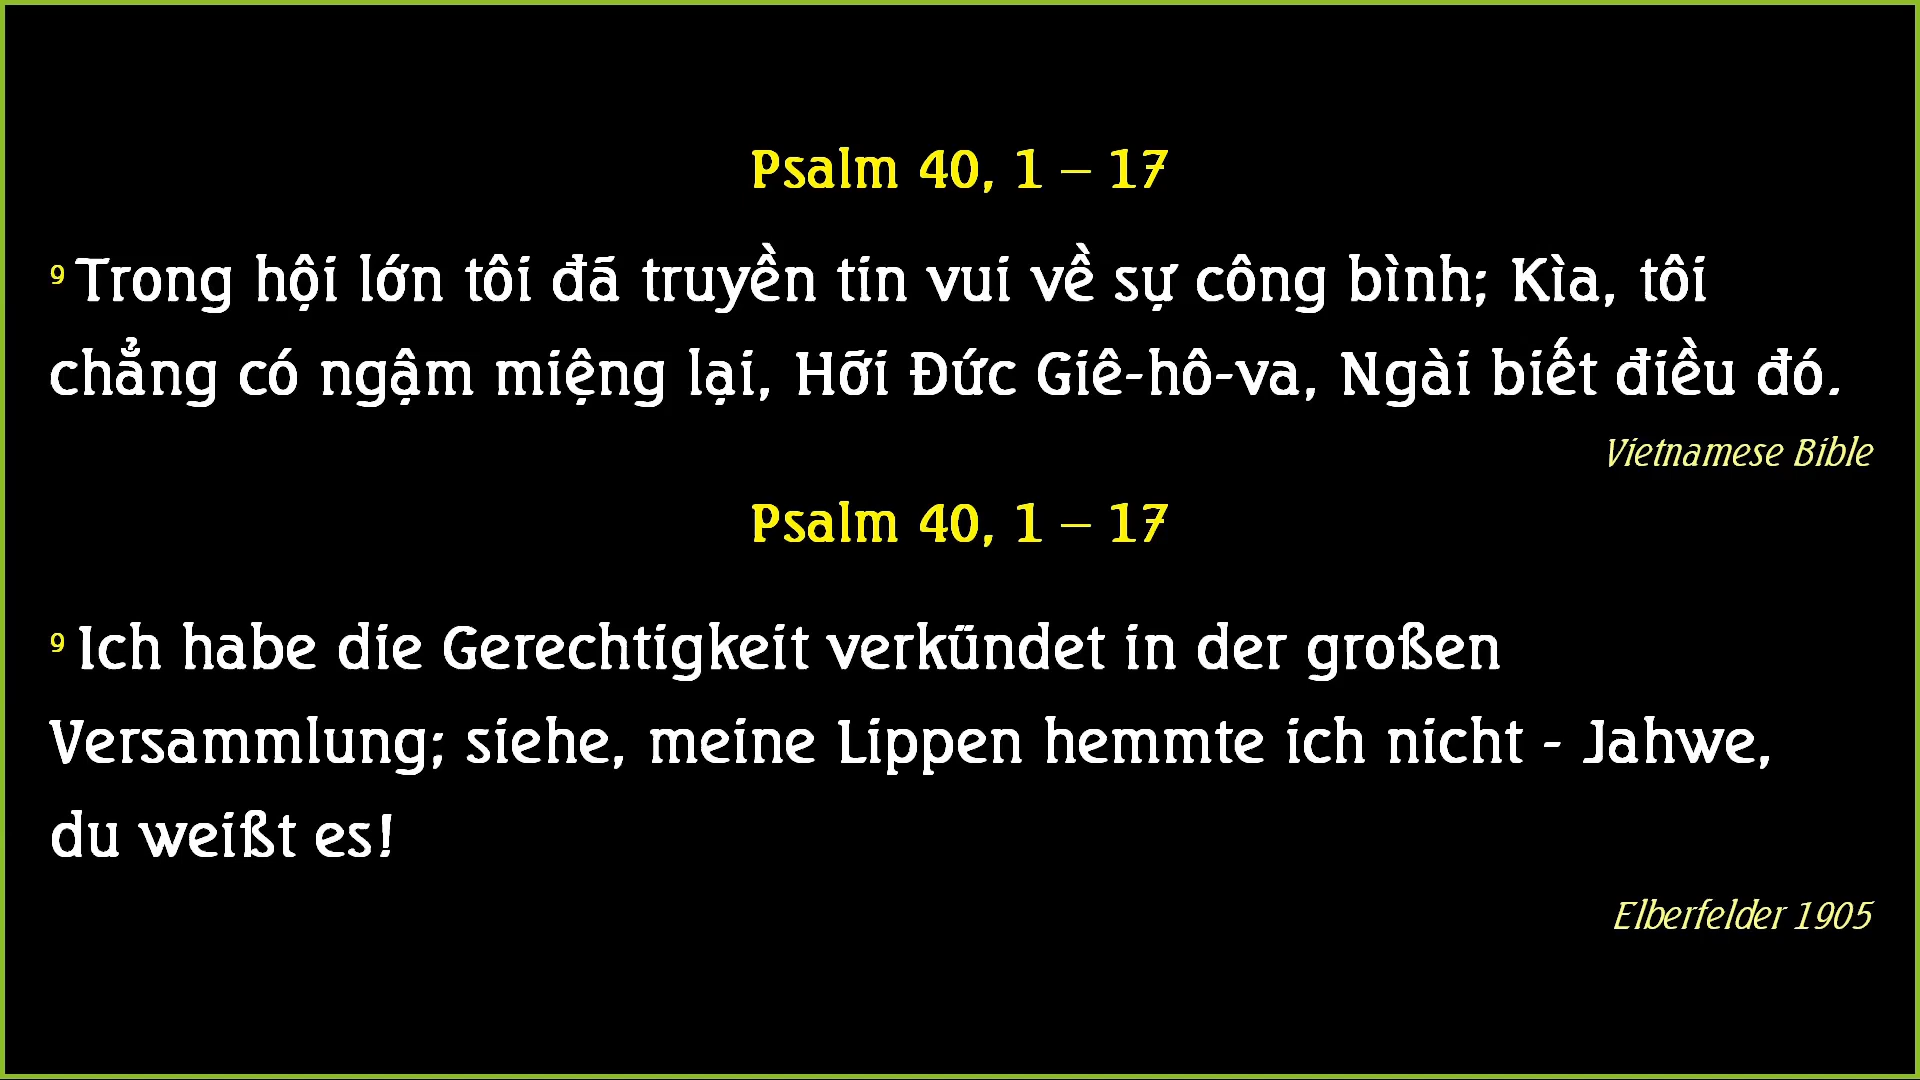 Psalm 40, 1 – 17
9 Trong hội lớn tôi đã truyền tin vui về sự công bình; Kìa, tôi
chẳng có ngậm miệng lại, Hỡi Đức Giê-hô-va, Ngài biết điều đó.
Vietnamese Bible
Psalm 40, 1 – 17
9 Ich habe die Gerechtigkeit verkündet in der großen
Versammlung; siehe, meine Lippen hemmte ich nicht - Jahwe,
du weißt es!
Elberfelder 1905